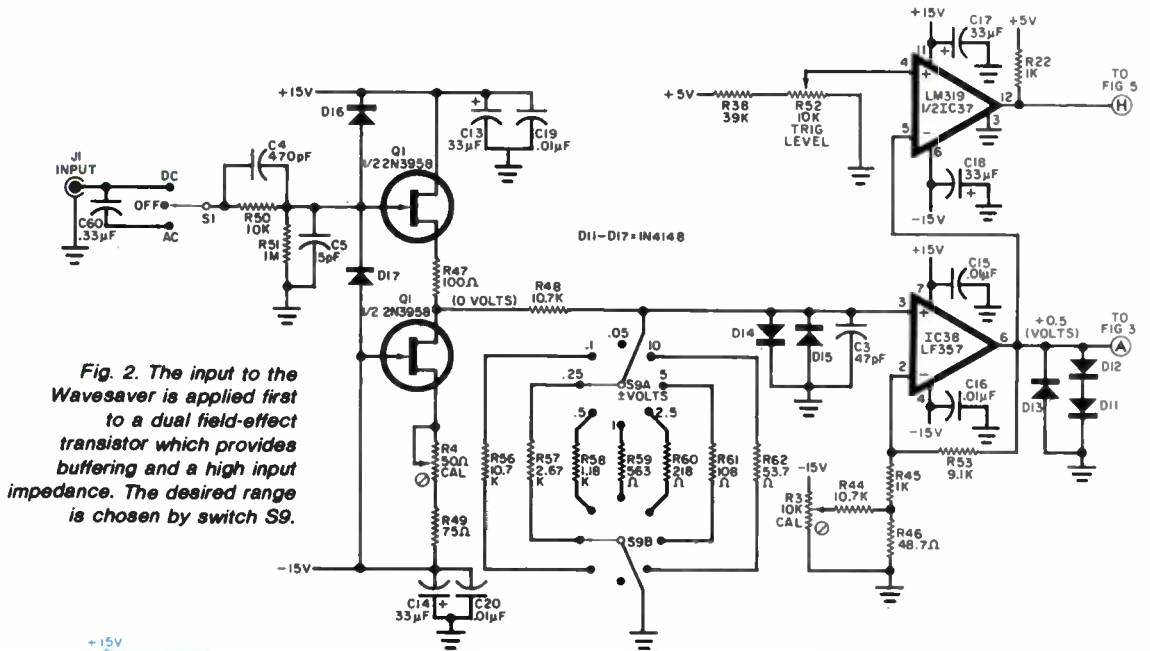 +15V
C17
33µF
+5V
R22
1K
11
4
+
LM319
1/2IC37
12
3
5
−
6
TO
FIG 5
H
+5V
R38
39K
R52
10K
TRIG
LEVEL
C18
33µF
+
−15V
+15V
D16
+
C13
33µF
C19
.01µF
J1
INPUT
C4
470pF
DC
OFF
AC
S1
C60
.33µF
R50
10K
R51
1M
C5
5pF
Q1
1/2 2N3958
D17
R47
100Ω
D11-D17=1N4148
Q1
1/2 2N3958
(0 VOLTS)
R48
10.7K
+15V
C15
.01µF
7
3
+
IC38
LF357
6
2
−
4
C16
.01µF
−15V
+0.5
(VOLTS)
TO
FIG 3
A
D14
D15
C3
47pF
D13
D12
D11
.05
.1
10
.25
S9A
±VOLTS
5
.5
1
2.5
R56
10.7
K
R57
2.67
K
R58
1.18
K
R59
563
Ω
R60
218
Ω
R61
108
Ω
R62
53.7
Ω
S9B
R4
50Ω
CAL
R49
75Ω
−15V
C14
33µF
+
C20
.01µF
−15V
R3
10K
CAL
R44
10.7K
R45
1K
R53
9.1K
R46
48.7Ω
Fig. 2. The input to the
Wavesaver is applied first
to a dual field-effect
transistor which provides
buffering and a high input
impedance. The desired range
is chosen by switch S9.
+15V